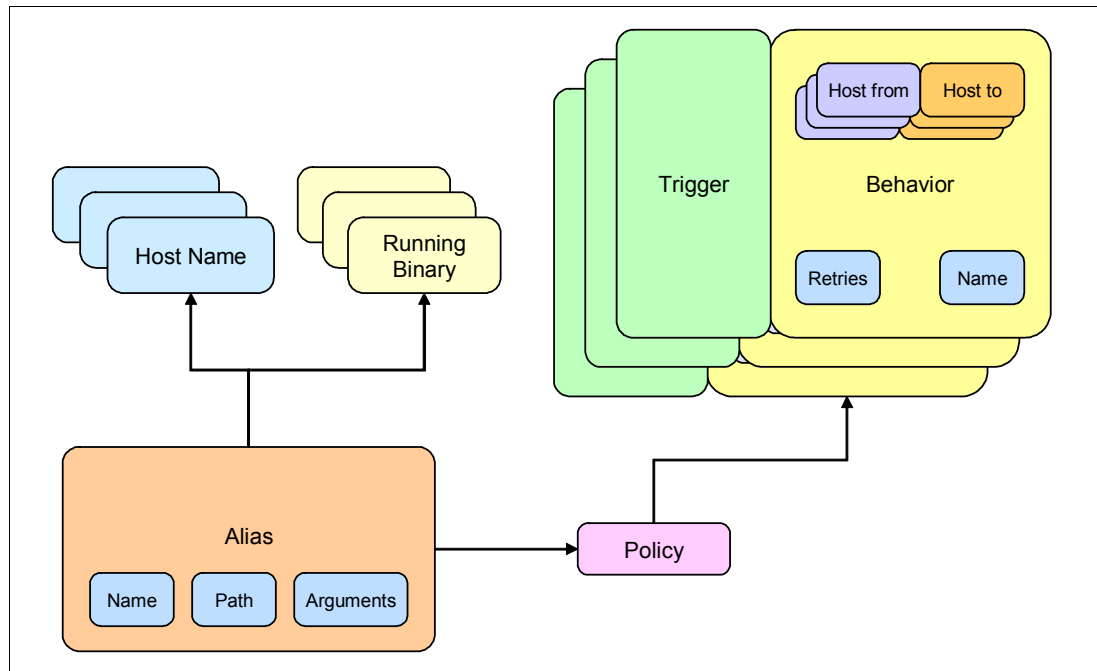 Host from
Host to
Trigger
Behavior
Host Name
Running
Binary
Retries
Name
Alias
Name
Path
Arguments
Policy